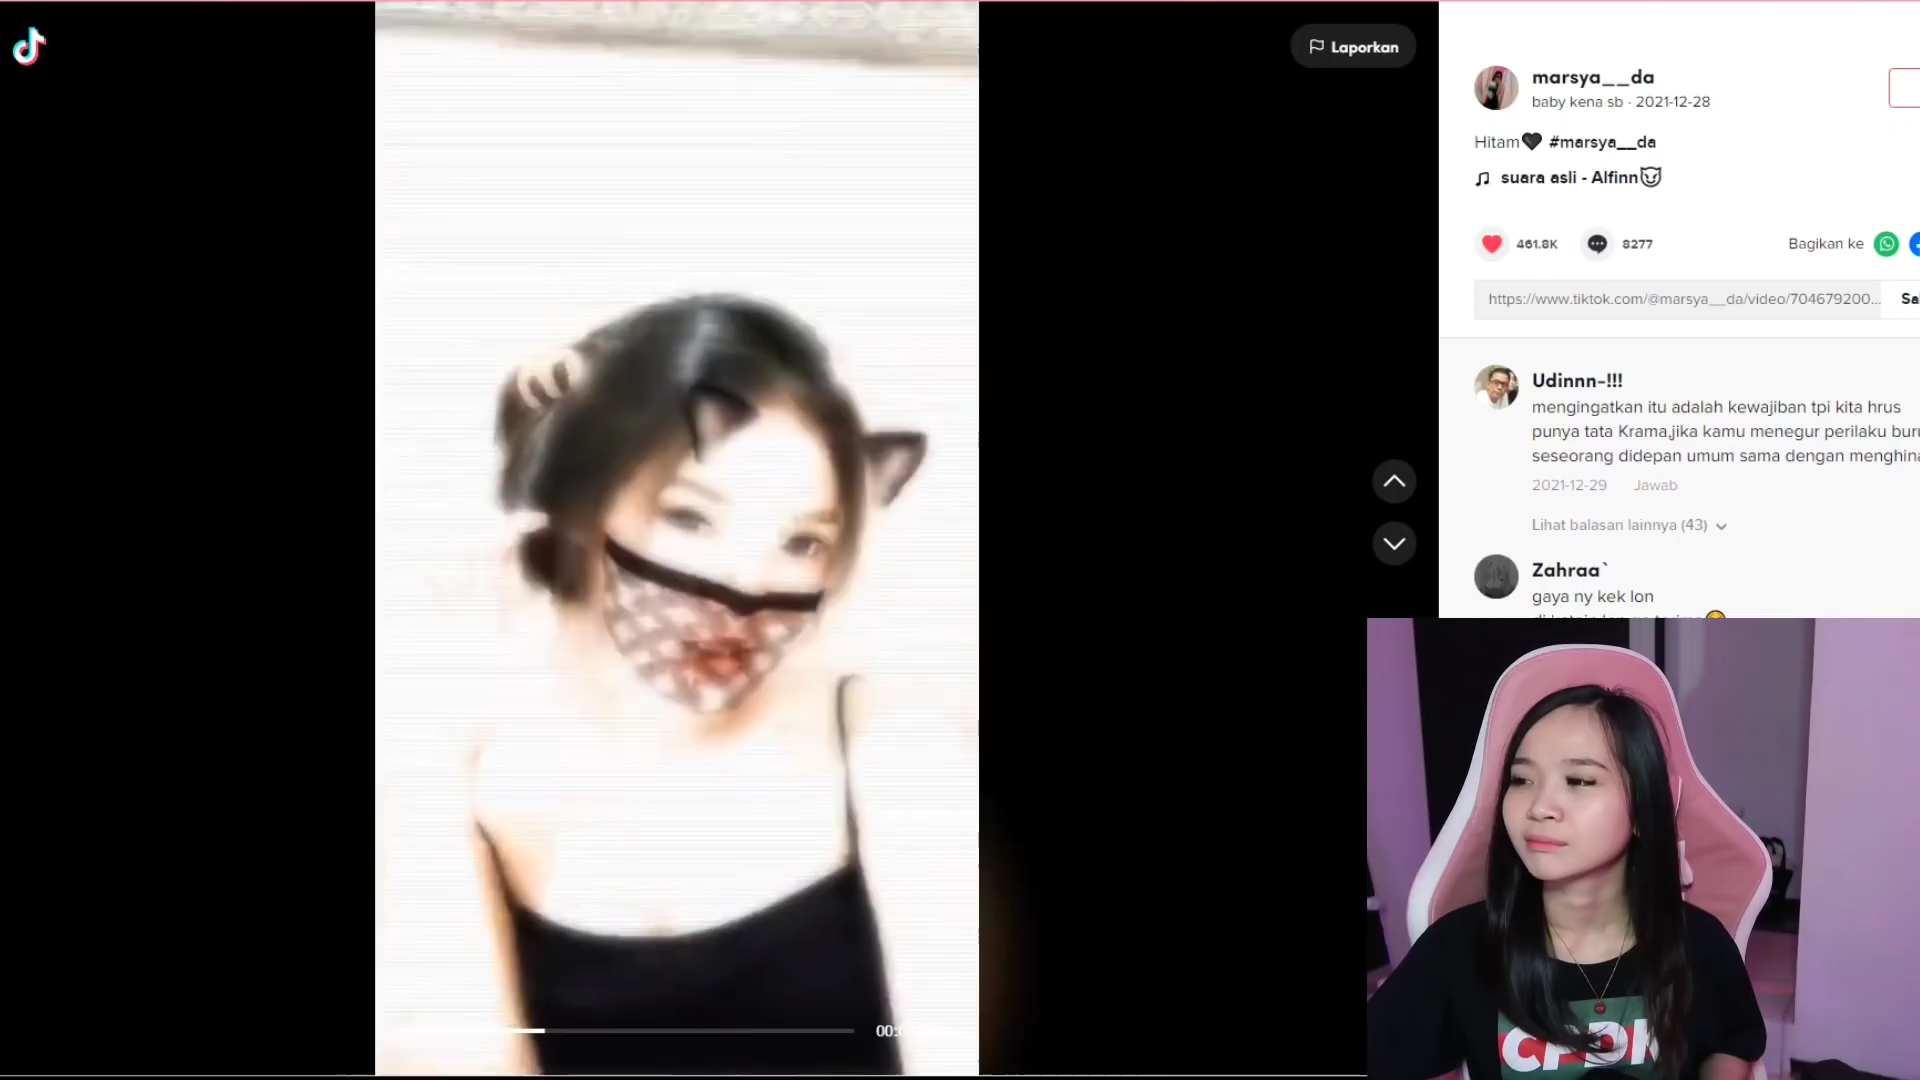 Laporkan
marsya__da
baby kena sb · 2021-12-28
Hitam🖤 #marsya__da
suara asli - Alfinn😈
461.8K
8277
Bagikan ke
https://www.tiktok.com/@marsya__da/video/704679200...
Udinnn-!!!
mengingatkan itu adalah kewajiban tpi kita hrus
punya tata Krama,jika kamu menegur perilaku
seseorang didepan umum sama dengan
2021-12-29 Jawab
Lihat balasan lainnya (43)
Zahraa`
gaya ny kek lon